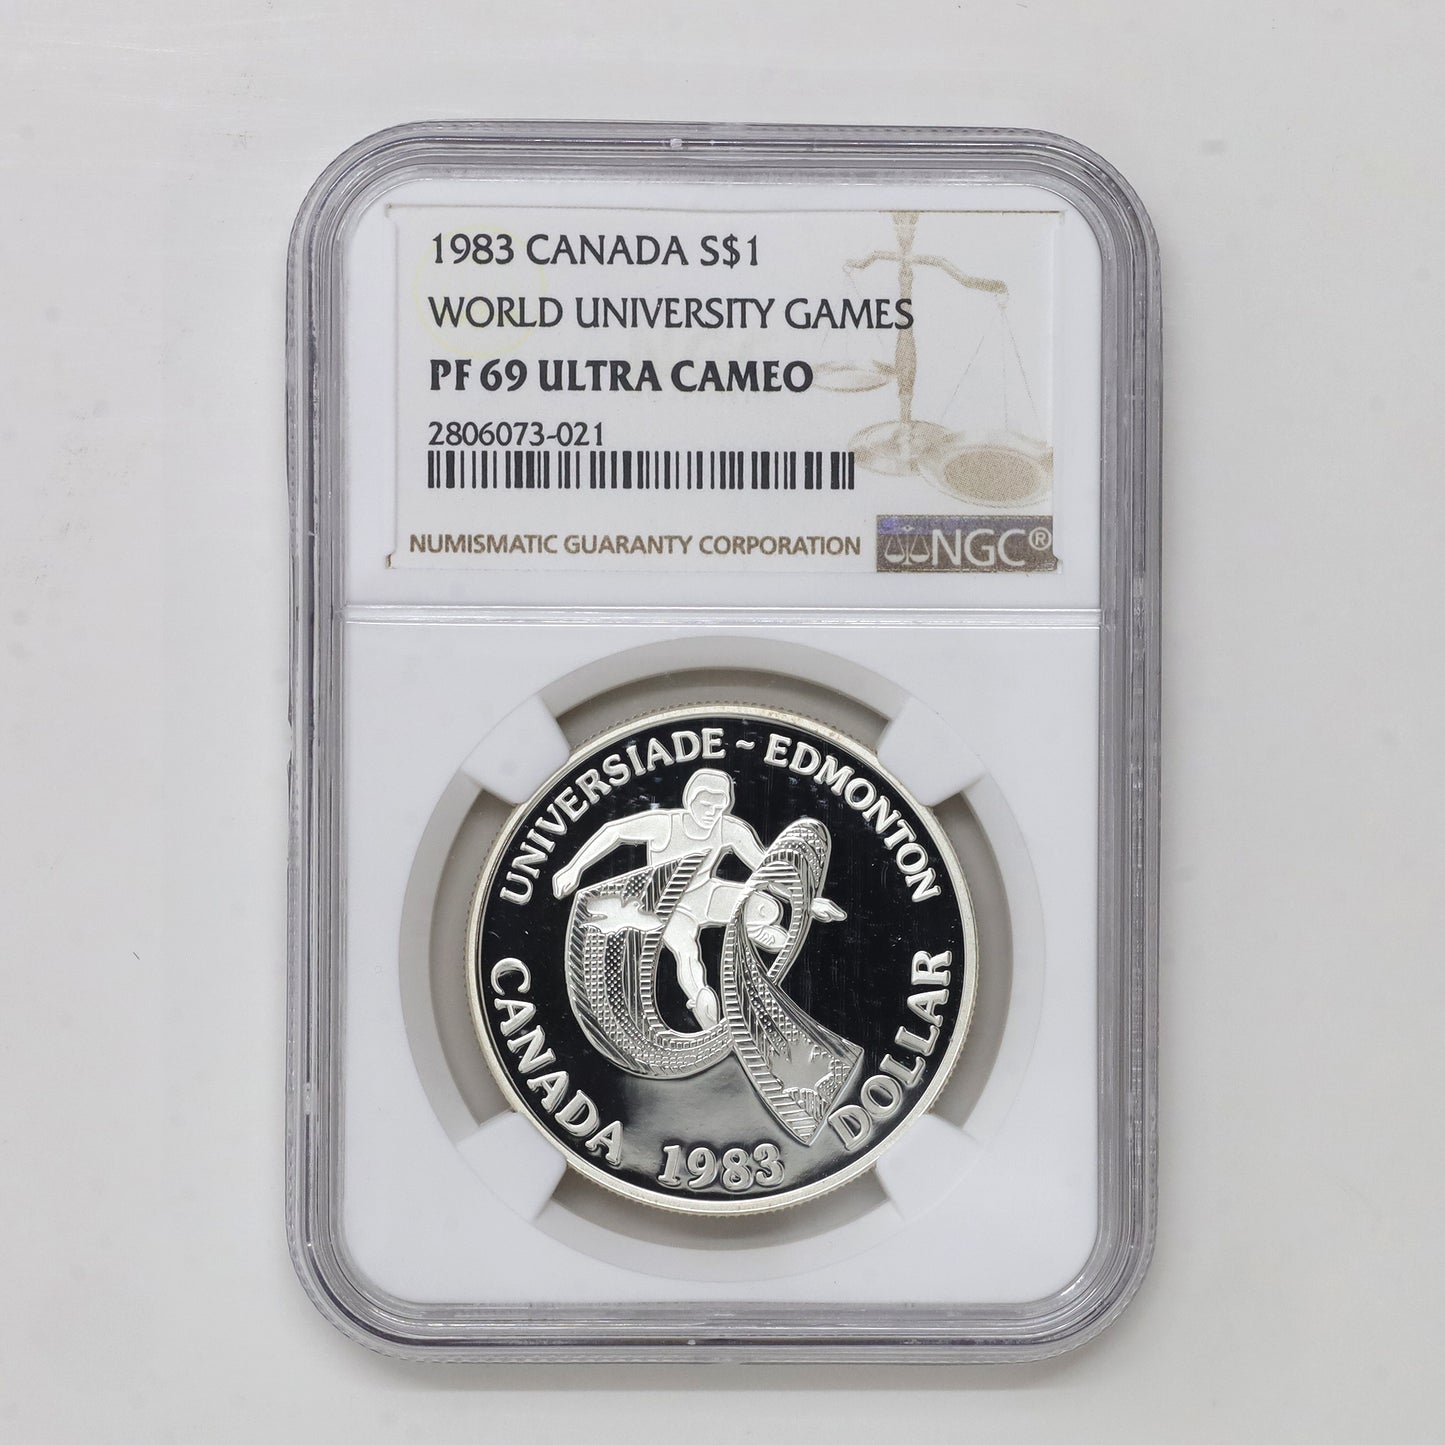 1983 CANADA S$1
WORLD UNIVERSITY GAMES
PF 69 ULTRA CAMEO
2806073-021
NUMISMATIC GUARANTY CORPORATION
NGC®
UNIVERSIADE ~ EDMONTON
CANADA 1983 DOLLAR